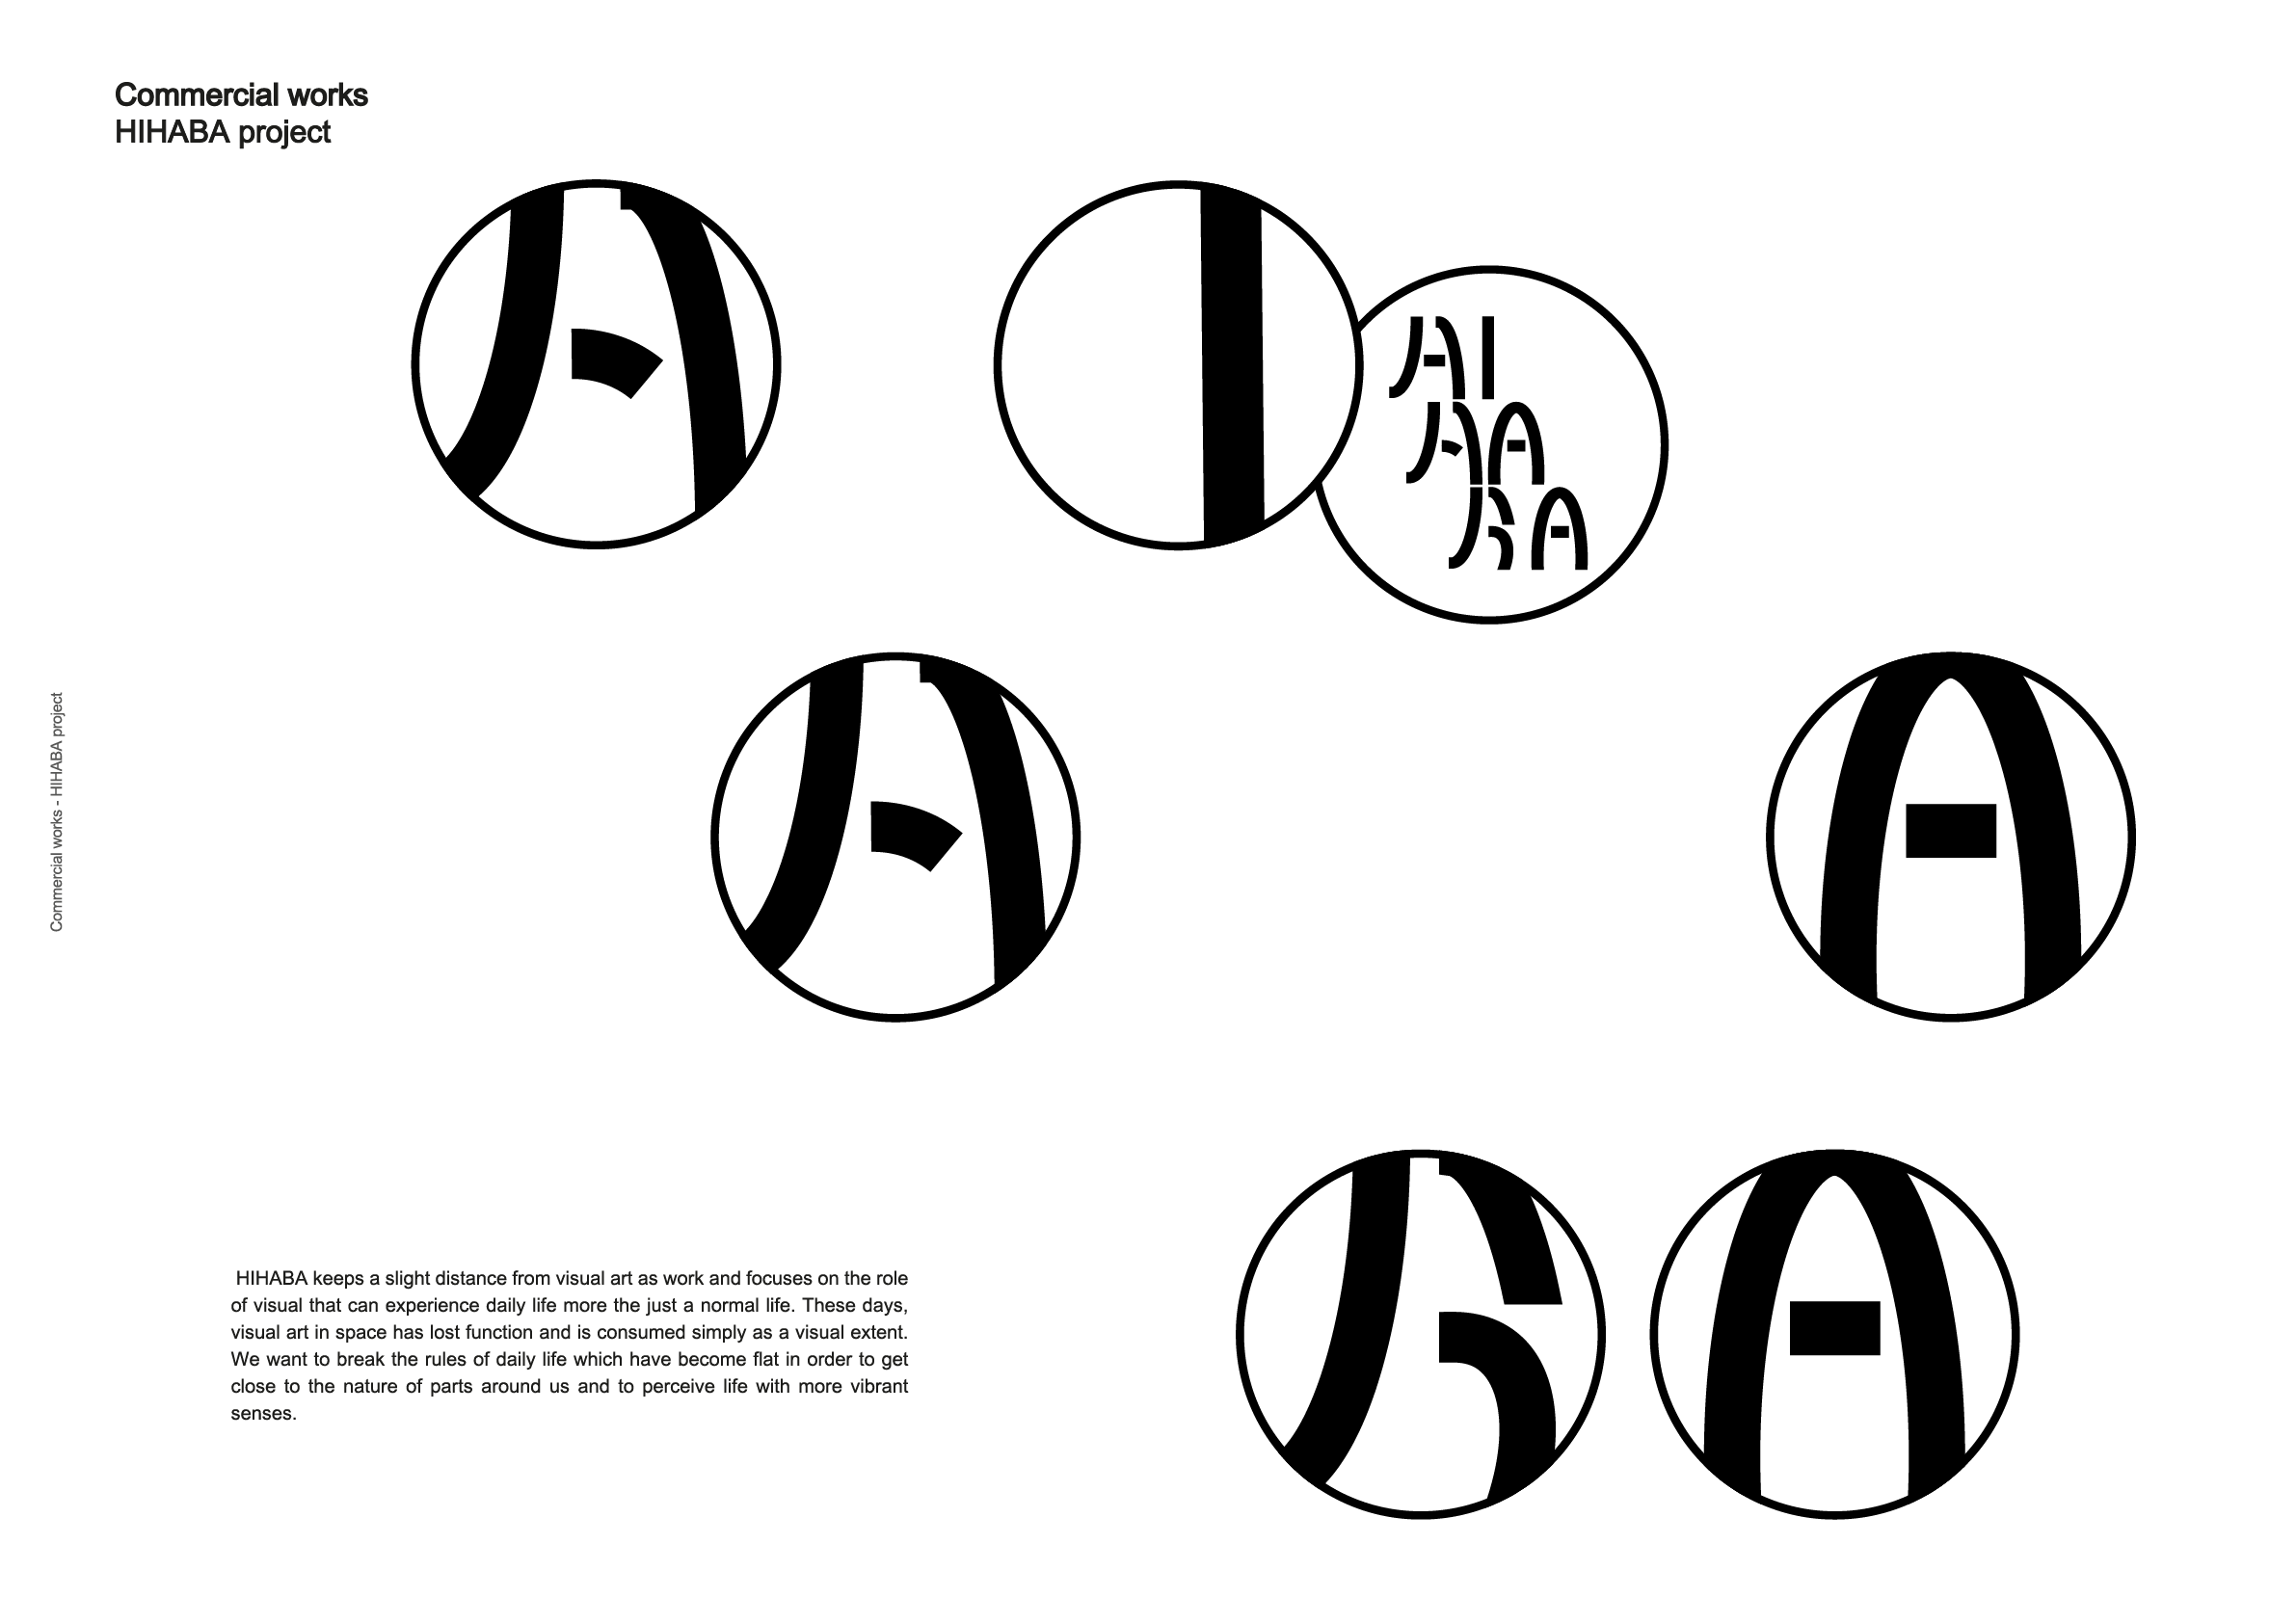 Commercial works
HIHABA project
H
I
HI
HA
BA
H
A
B
A
Commercial works - HIHABA project
HIHABA keeps a slight distance from visual art as work and focuses on the role
of visual that can experience daily life more the just a normal life. These days,
visual art in space has lost function and is consumed simply as a visual extent.
We want to break the rules of daily life which have become flat in order to get
close to the nature of parts around us and to perceive life with more vibrant
senses.